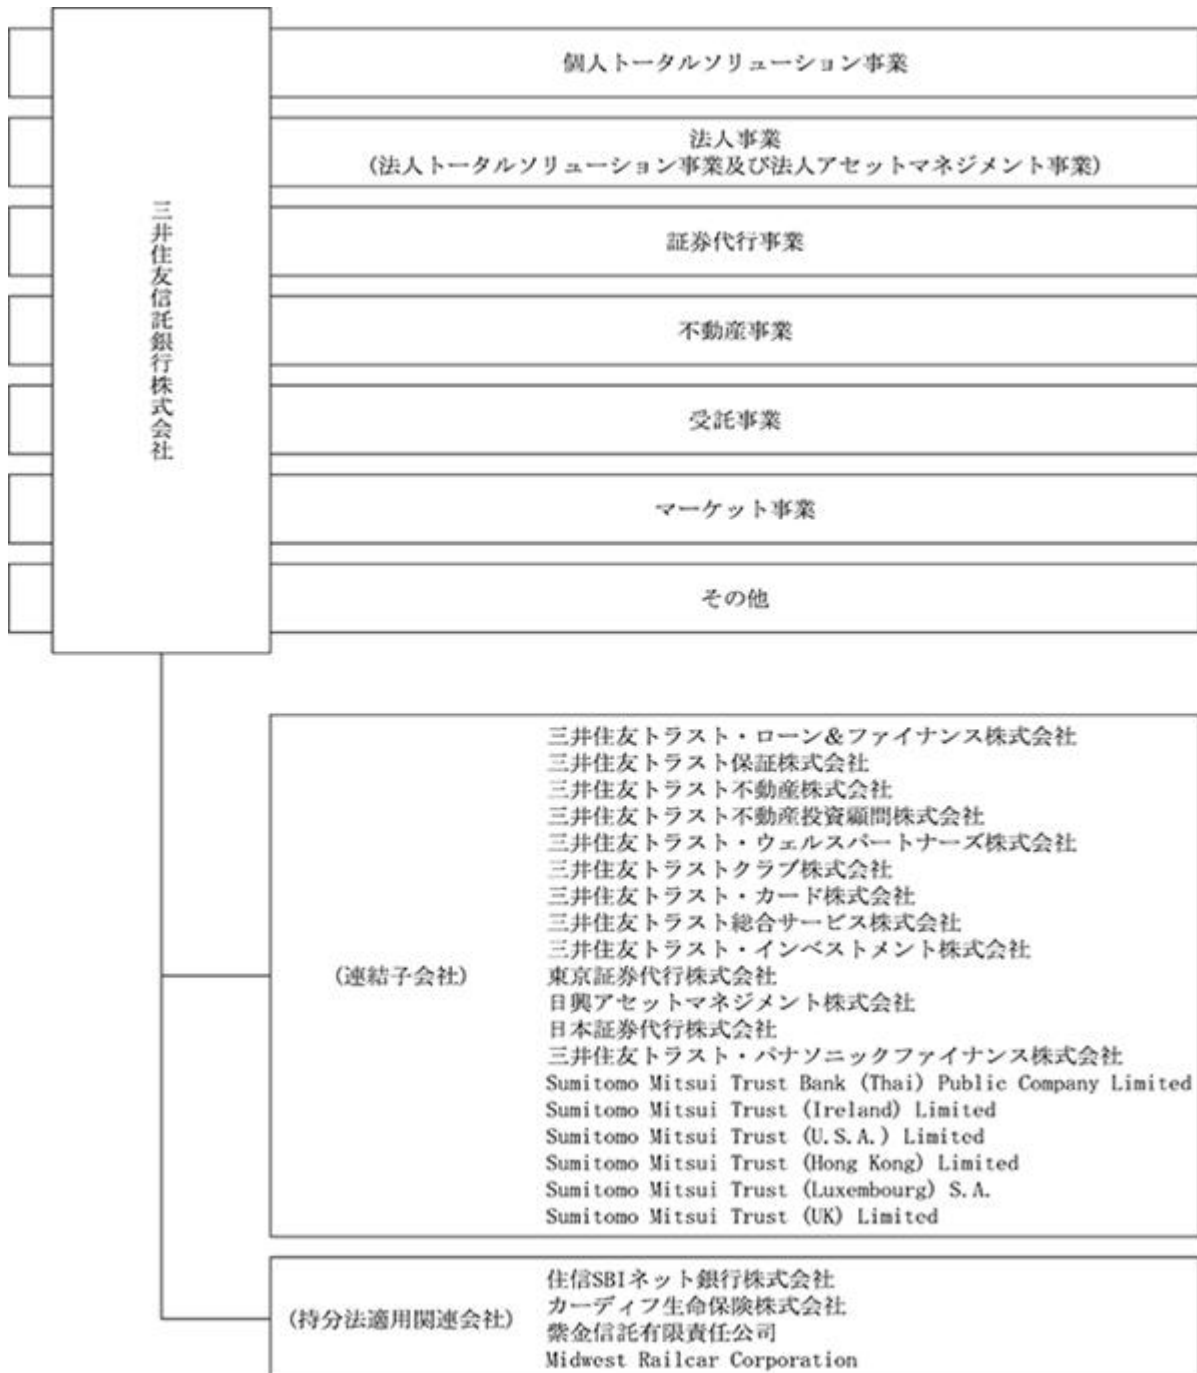 三井住友信託銀行株式会社
個人トータルソリューション事業
法人事業
(法人トータルソリューション事業及び法人アセットマネジメント事業)
証券代行事業
不動産事業
受託事業
マーケット事業
その他
(連結子会社)
三井住友トラスト・ローン&ファイナンス株式会社
三井住友トラスト保証株式会社
三井住友トラスト不動産株式会社
三井住友トラスト不動産投資顧問株式会社
三井住友トラスト・ウェルスパートナーズ株式会社
三井住友トラストクラブ株式会社
三井住友トラスト・カード株式会社
三井住友トラスト総合サービス株式会社
三井住友トラスト・インベストメント株式会社
東京証券代行株式会社
日興アセットマネジメント株式会社
日本証券代行株式会社
三井住友トラスト・パナソニックファイナンス株式会社
Sumitomo Mitsui Trust Bank (Thai) Public Company Limited
Sumitomo Mitsui Trust (Ireland) Limited
Sumitomo Mitsui Trust (U.S.A.) Limited
Sumitomo Mitsui Trust (Hong Kong) Limited
Sumitomo Mitsui Trust (Luxembourg) S.A.
Sumitomo Mitsui Trust (UK) Limited
(持分法適用関連会社)
住信SBIネット銀行株式会社
カーディフ生命保険株式会社
紫金信託有限責任公司
Midwest Railcar Corporation